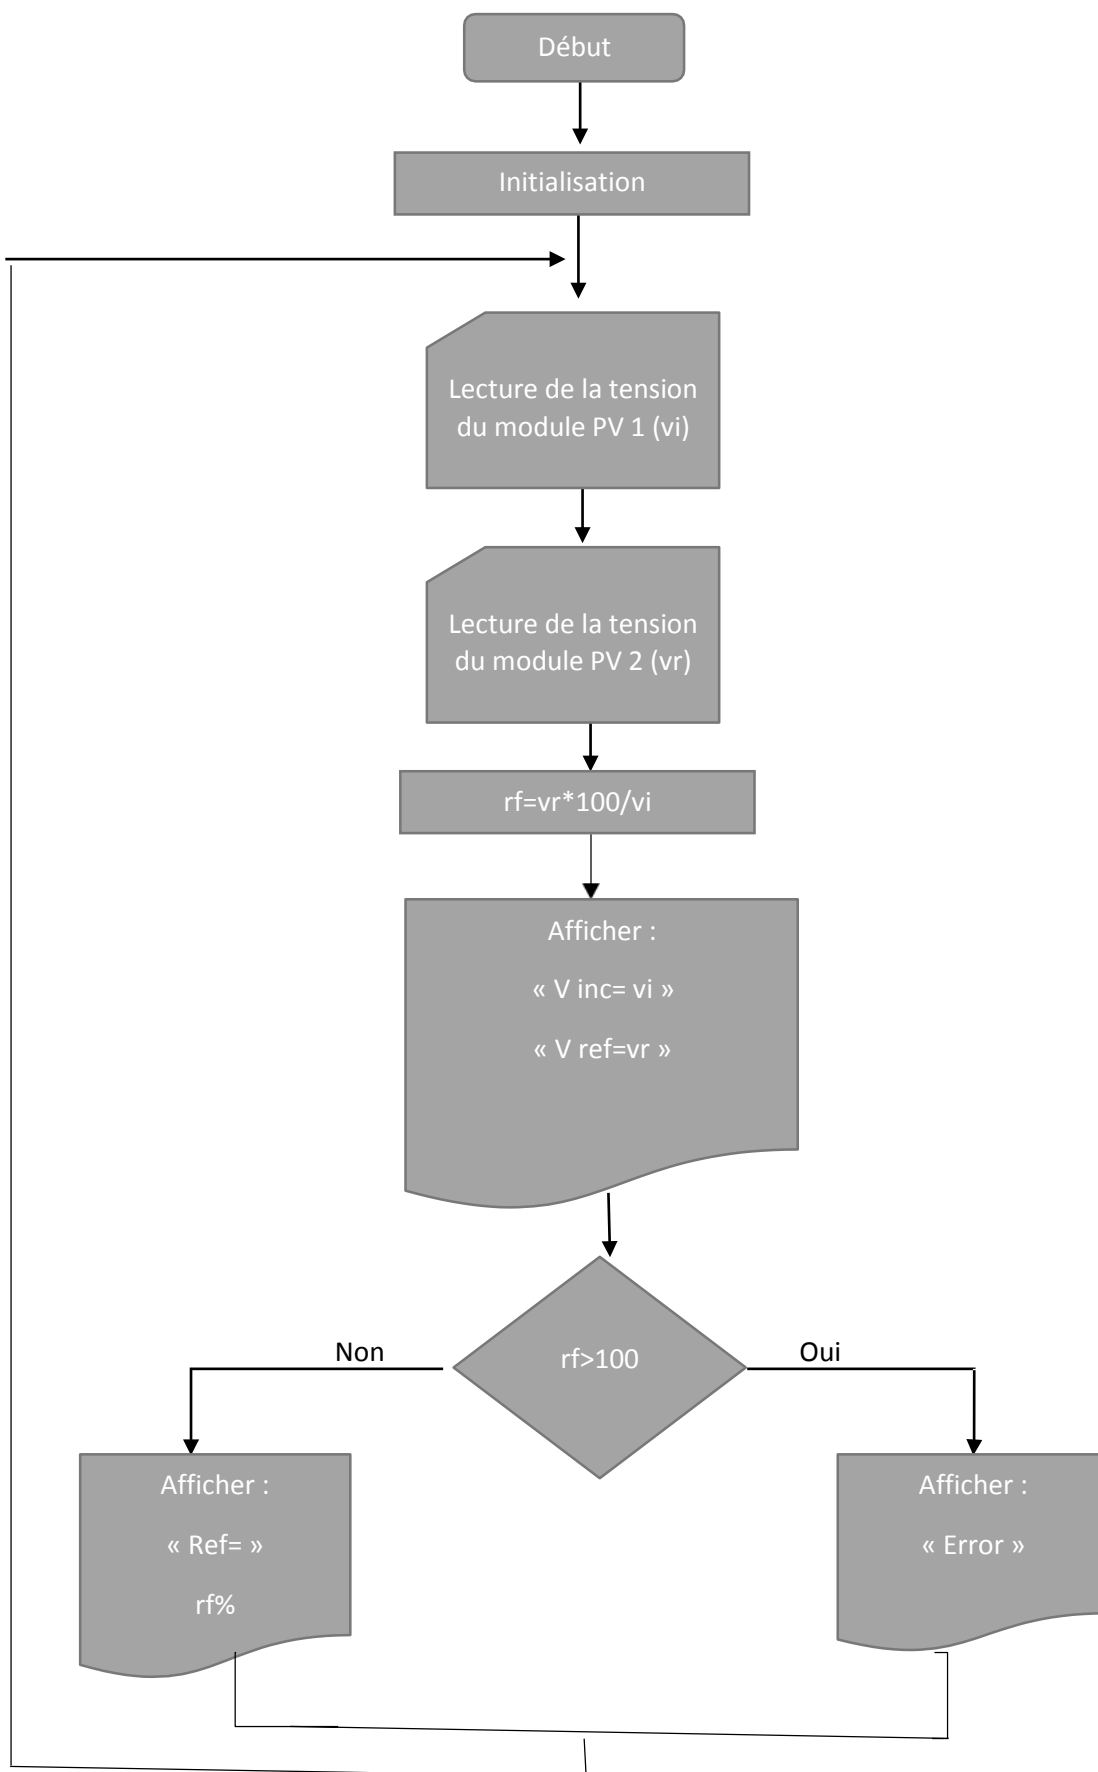 Début
Initialisation
Lecture de la tension
du module PV 1 (vi)
Lecture de la tension
du module PV 2 (vr)
rf=vr*100/vi
Afficher :
« V inc= vi »
« V ref=vr »
rf>100
Non
Oui
Afficher :
« Ref= »
rf%
Afficher :
« Error »